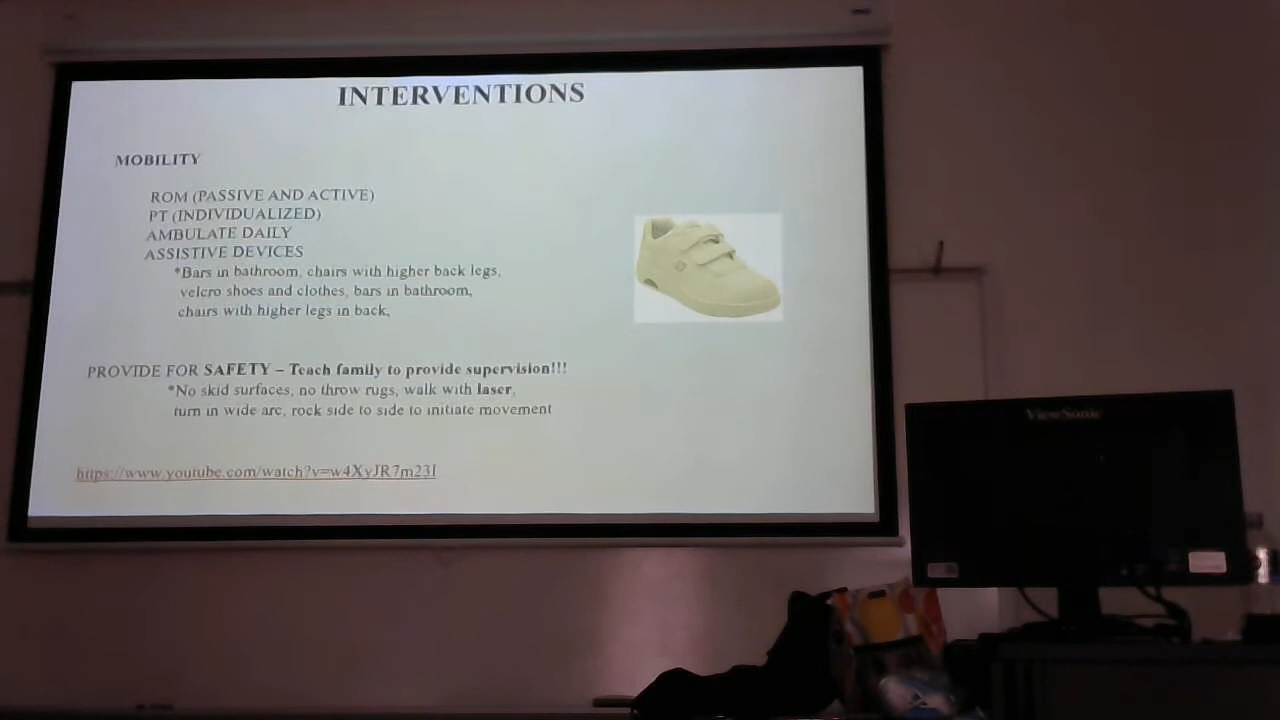 INTERVENTIONS
MOBILITY
ROM (PASSIVE AND ACTIVE)
PT (INDIVIDUALIZED)
AMBULATE DAILY
ASSISTIVE DEVICES
*Bars in bathroom, chairs with higher back legs,
velcro shoes and clothes, bars in bathroom,
chairs with higher legs in back,
PROVIDE FOR SAFETY – Teach family to provide supervision!!!
*No skid surfaces, no throw rugs, walk with laser,
turn in wide arc, rock side to side to initiate movement
https://www.youtube.com/watch?v=w4XyJR7m23I
ViewSonic